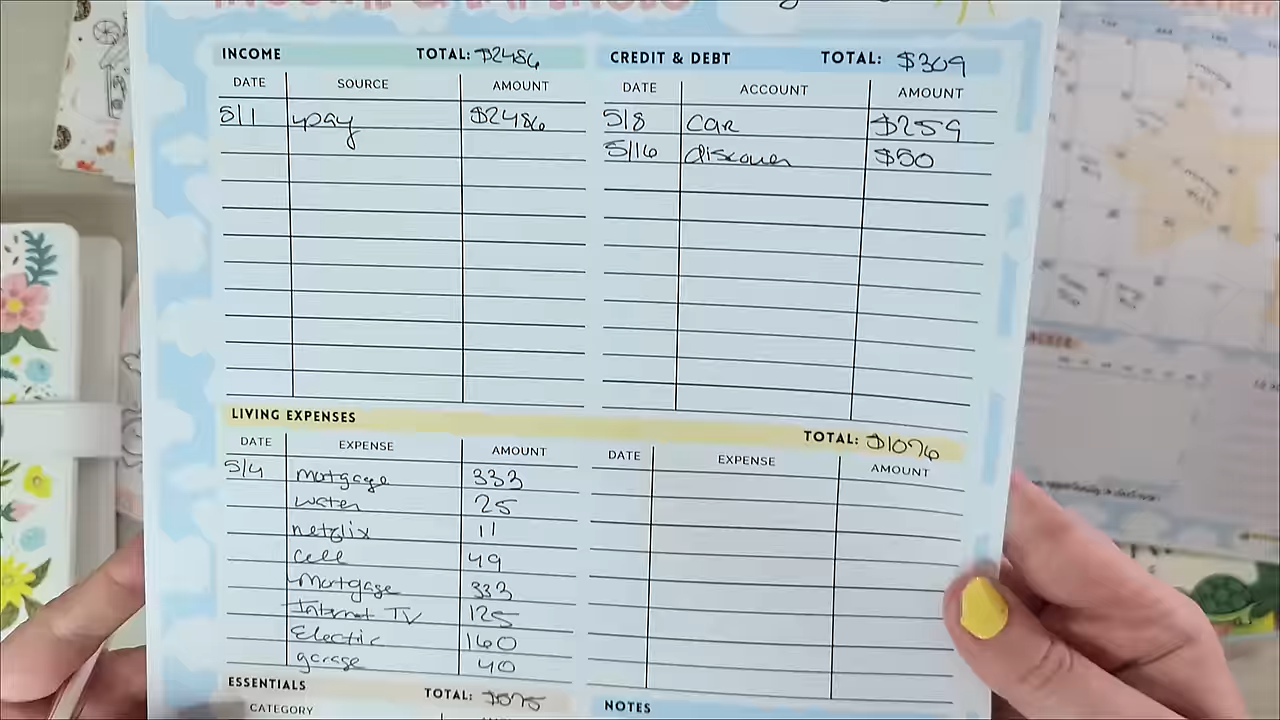 INCOME TOTAL: $2486
DATE SOURCE AMOUNT
5/1 pay $2486
CREDIT & DEBT TOTAL: $309
DATE ACCOUNT AMOUNT
5/8 car $259
5/16 discover $50
LIVING EXPENSES TOTAL: $1076
DATE EXPENSE AMOUNT DATE EXPENSE AMOUNT
5/4 mortgage 333
water 25
netflix 11
cell 49
Mortgage 333
Internet TV 125
Electric 160
garage 40
ESSENTIALS TOTAL:
CATEGORY
NOTES